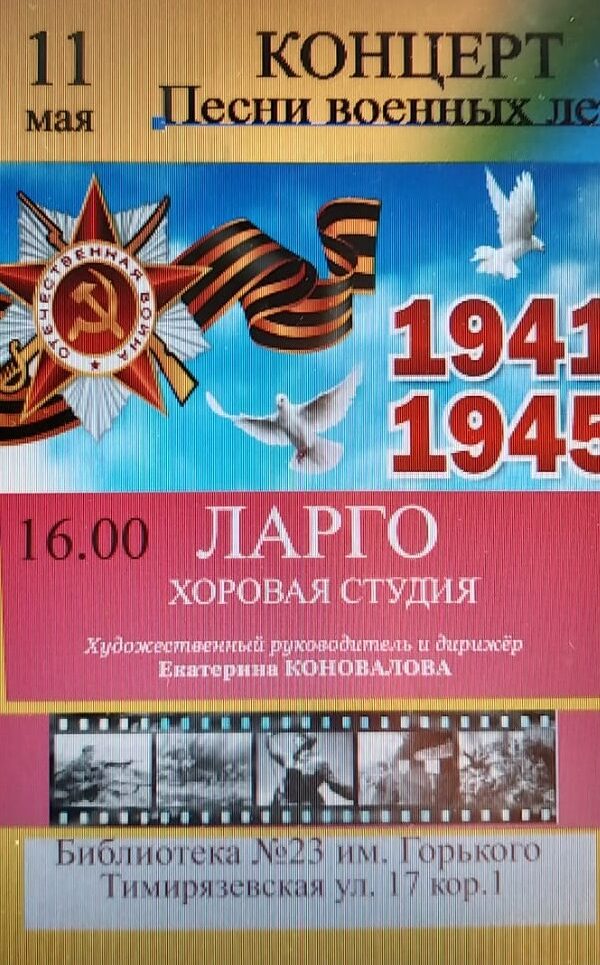 11
мая
КОНЦЕРТ
Песни военных ле
ОТЕЧЕСТВЕННАЯ ВОЙНА
1941
1945
16.00
ЛАРГО
ХОРОВАЯ СТУДИЯ
Художественный руководитель и дирижёр
Екатерина КОНОВАЛОВА
Библиотека №23 им. Горького
Тимирязевская ул. 17 кор.1